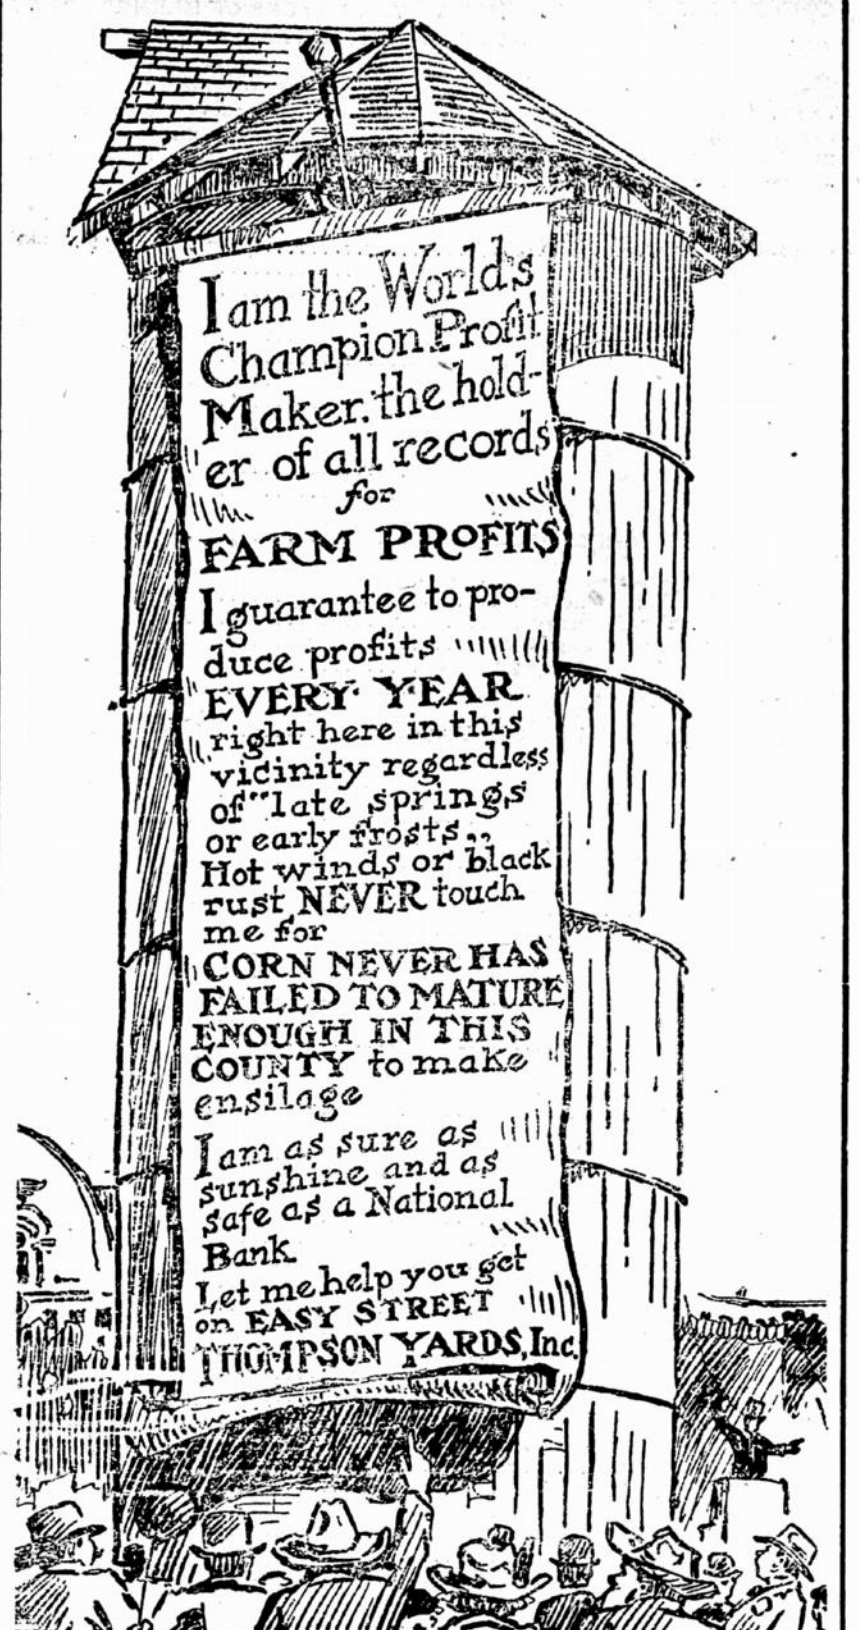 I am the World's
Champion Profit
Maker. the hold-
er of all records
for
FARM PROFITS
I guarantee to pro-
duce profits
EVERY YEAR
right here in this
vicinity regardless
of "late springs
or early frosts„
Hot winds or black
rust NEVER touch
me for
CORN NEVER HAS
FAILED TO MATURE
ENOUGH IN THIS
COUNTY to make
ensilage
I am as sure as
sunshine and as
safe as a National
Bank
Let me help you get
on EASY STREET
THOMPSON YARDS, Inc.